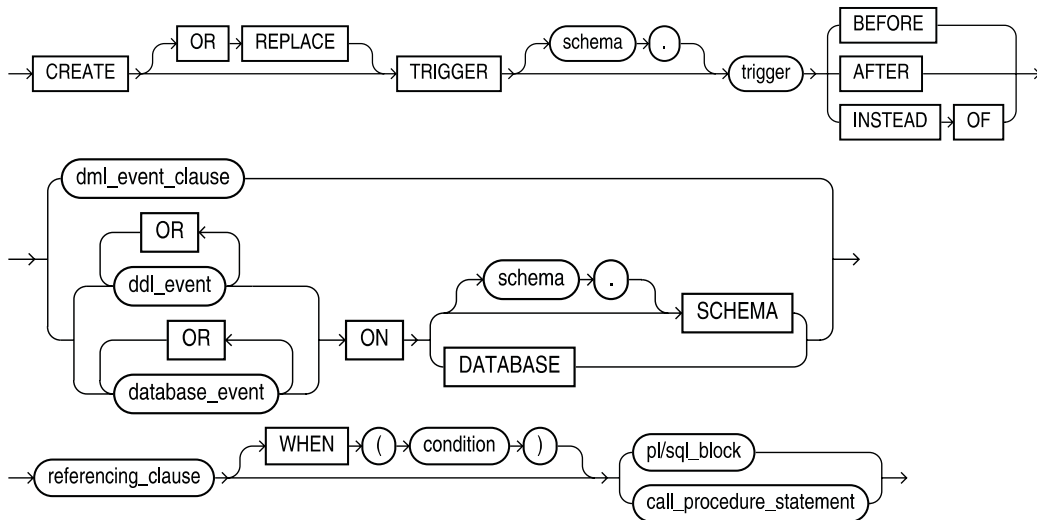 OR REPLACE schema . BEFORE
CREATE TRIGGER trigger AFTER
INSTEAD OF
dml_event_clause
OR
ddl_event schema .
OR ON SCHEMA
database_event DATABASE
WHEN ( condition ) pl/sql_block
referencing_clause call_procedure_statement